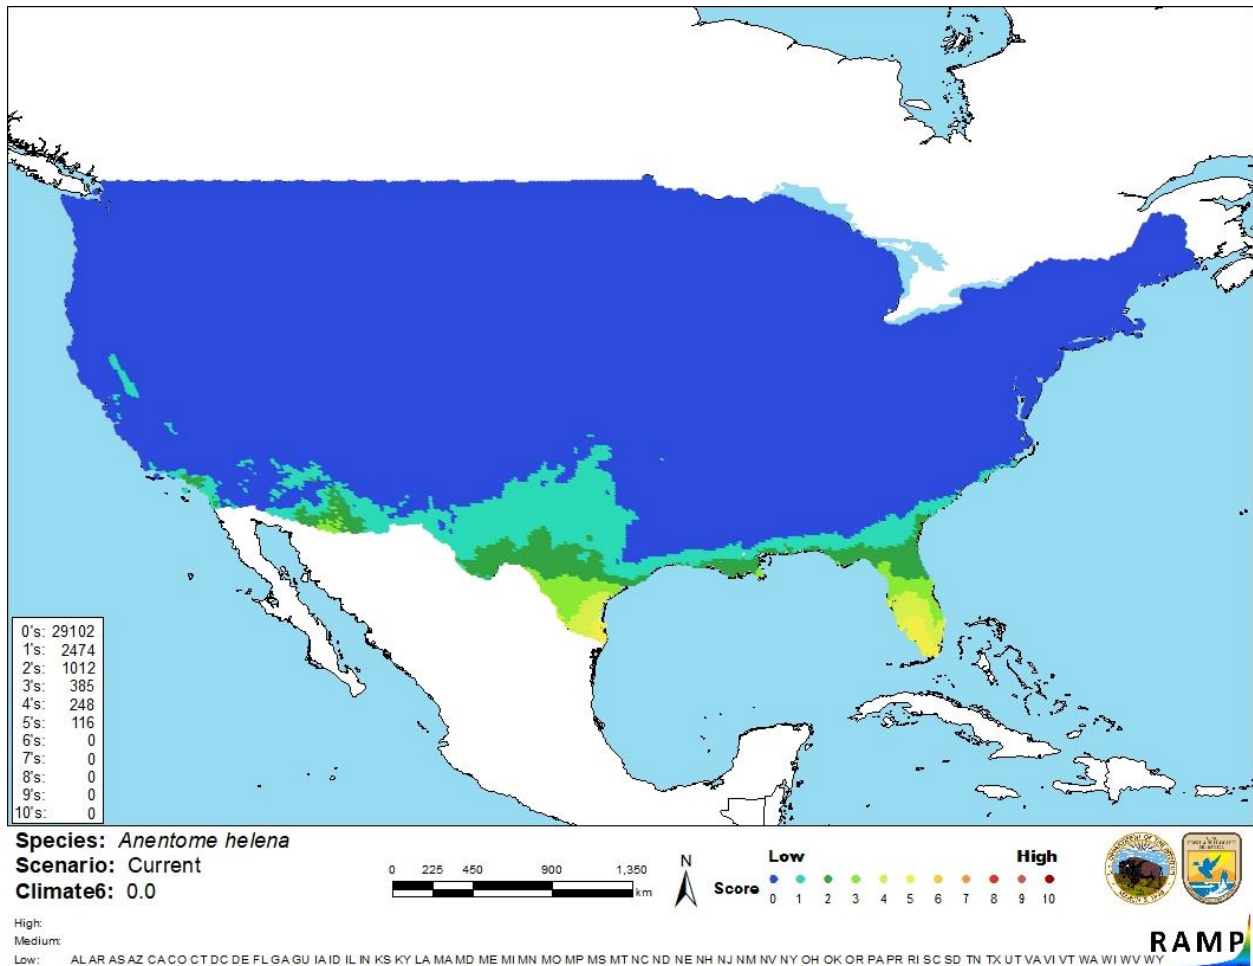 0's: 29102
1's: 2474
2's: 1012
3's: 385
4's: 248
5's: 116
6's: 0
7's: 0
8's: 0
9's: 0
10's: 0
Species: Anentome helena
Scenario: Current
Climate6: 0.0
0 225 450 900 1,350
km
N
Low High
Score
0 1 2 3 4 5 6 7 8 9 10
High:
Medium:
Low: AL AR AS AZ CA CO CT DC DE FL GA GU IA ID IL IN KS KY LA MA MD ME MI MN MO MP MS MT NC ND NE NH NJ NM NV NY OH OK OR PA PR RI SC SD TN TX UT VA VI VT WA WI WV WY
RAMP